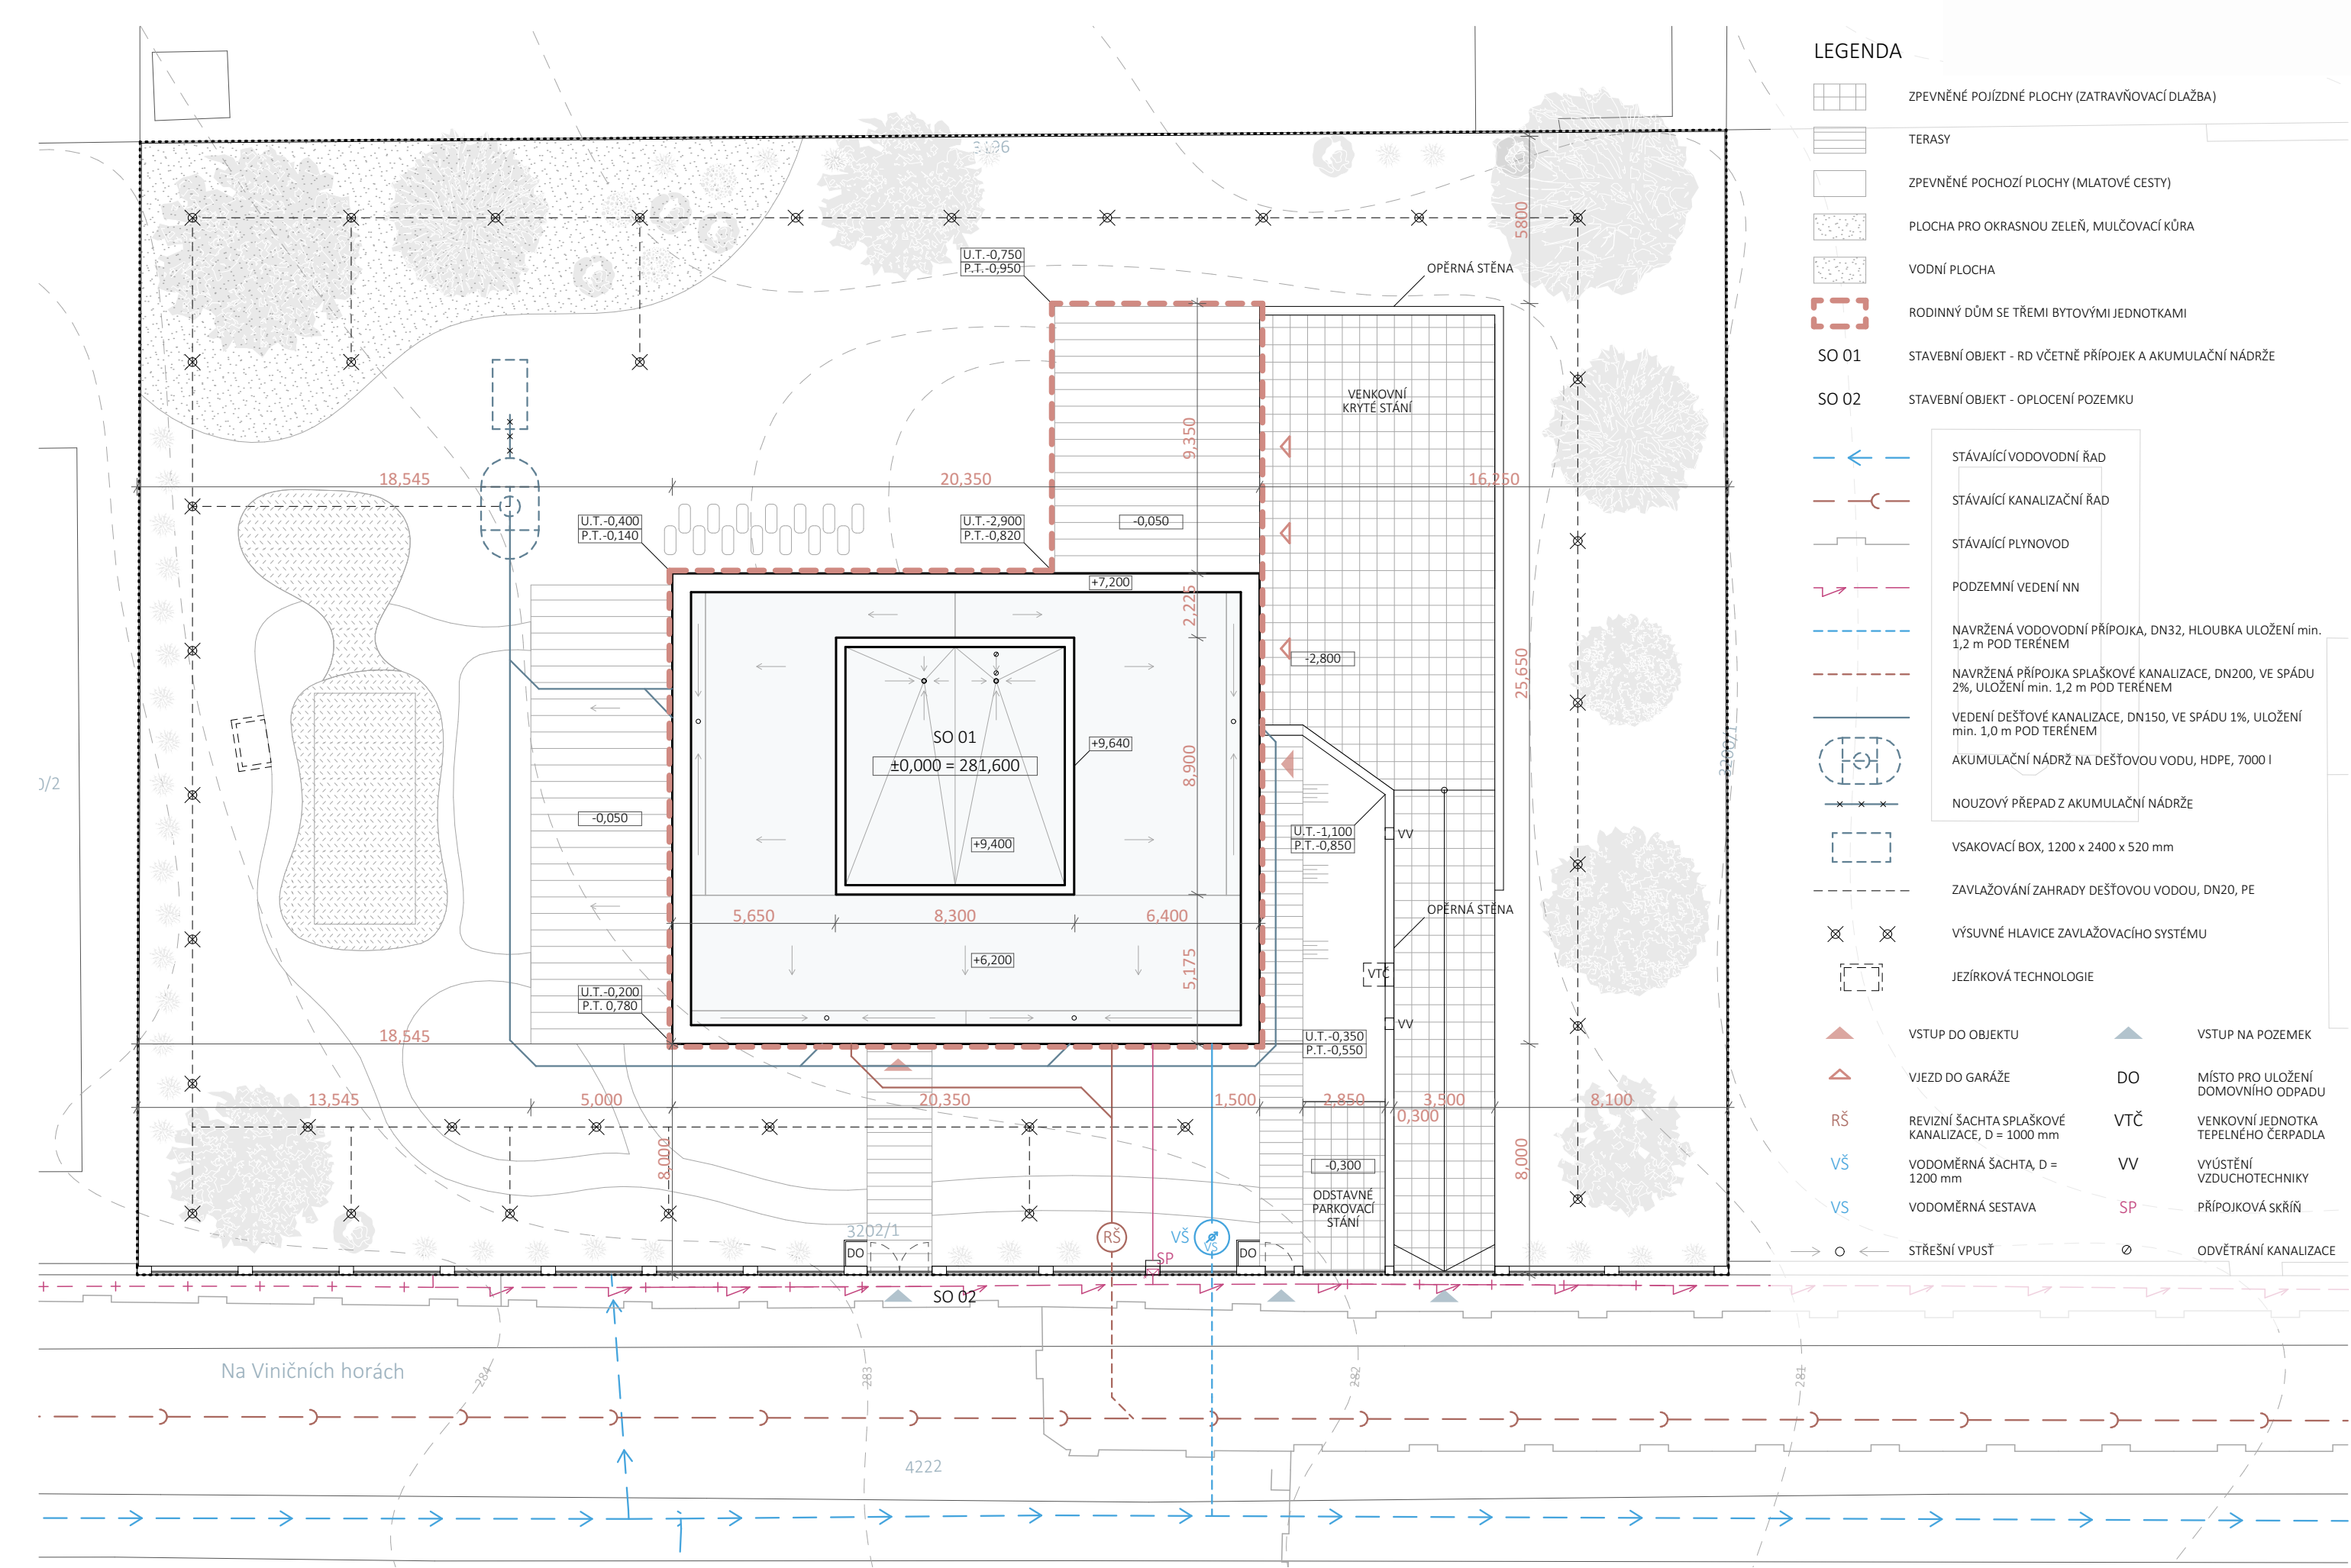 LEGENDA
ZPEVNĚNÉ POJÍZDNÉ PLOCHY (ZATRAVŇOVACÍ DLAŽBA)
TERASY
ZPEVNĚNÉ POCHOZÍ PLOCHY (MLATOVÉ CESTY)
PLOCHA PRO OKRASNOU ZELEŇ, MULČOVACÍ KŮRA
VODNÍ PLOCHA
RODINNÝ DŮM SE TŘEMI BYTOVÝMI JEDNOTKAMI
SO 01
STAVEBNÍ OBJEKT - RD VČETNĚ PŘÍPOJEK A AKUMULAČNÍ NÁDRŽE
SO 02
STAVEBNÍ OBJEKT - OPLOCENÍ POZEMKU
STÁVAJÍCÍ VODOVODNÍ ŘAD
STÁVAJÍCÍ KANALIZAČNÍ ŘAD
STÁVAJÍCÍ PLYNOVOD
PODZEMNÍ VEDENÍ NN
NAVRŽENÁ VODOVODNÍ PŘÍPOJKA, DN32, HLOUBKA ULOŽENÍ min.
1,2 m POD TERÉNEM
NAVRŽENÁ PŘÍPOJKA SPLAŠKOVÉ KANALIZACE, DN200, VE SPÁDU
2%, ULOŽENÍ min. 1,2 m POD TERÉNEM
VEDENÍ DEŠŤOVÉ KANALIZACE, DN150, VE SPÁDU 1%, ULOŽENÍ
min. 1,0 m POD TERÉNEM
AKUMULAČNÍ NÁDRŽ NA DEŠŤOVOU VODU, HDPE, 7000 l
NOUZOVÝ PŘEPAD Z AKUMULAČNÍ NÁDRŽE
VSAKOVACÍ BOX, 1200 x 2400 x 520 mm
ZAVLAŽOVÁNÍ ZAHRADY DEŠŤOVOU VODOU, DN20, PE
VÝSUVNÉ HLAVICE ZAVLAŽOVACÍHO SYSTÉMU
JEZÍRKOVÁ TECHNOLOGIE
VSTUP DO OBJEKTU
VSTUP NA POZEMEK
VJEZD DO GARÁŽE
DO
MÍSTO PRO ULOŽENÍ
DOMOVNÍHO ODPADU
RŠ
REVIZNÍ ŠACHTA SPLAŠKOVÉ
KANALIZACE, D = 1000 mm
VTČ
VENKOVNÍ JEDNOTKA
TEPELNÉHO ČERPADLA
VŠ
VODOMĚRNÁ ŠACHTA, D =
1200 mm
VV
VYÚSTĚNÍ
VZDUCHOTECHNIKY
VS
VODOMĚRNÁ SESTAVA
SP
PŘÍPOJKOVÁ SKŘÍŇ
STŘEŠNÍ VPUSŤ
ODVĚTRÁNÍ KANALIZACE
5800
U.T.-0,750
P.T.-0,950
OPĚRNÁ STĚNA
VENKOVNÍ
KRYTÉ STÁNÍ
9,350
18,545
20,350
16,250
U.T.-0,400
P.T.-0,140
U.T.-2,900
P.T.-0,820
-0,050
+7,200
2,225
-2,800
25,650
SO 01
±0,000 = 281,600
+9,640
8,900
3200/1
0/2
-0,050
+9,400
U.T.-1,100
P.T.-0,850
VV
5,650
8,300
6,400
OPĚRNÁ STĚNA
+6,200
5,175
VTČ
U.T.-0,200
P.T. 0,780
VV
18,545
U.T.-0,350
P.T.-0,550
13,545
5,000
20,350
1,500
2,850
3,500
8,100
0,300
8,000
8,000
-0,300
ODSTAVNÉ
PARKOVACÍ
STÁNÍ
3202/1
DO
RŠ
VŠ
VS
DO
SP
SO 02
Na Viničních horách
284
283
282
281
4222